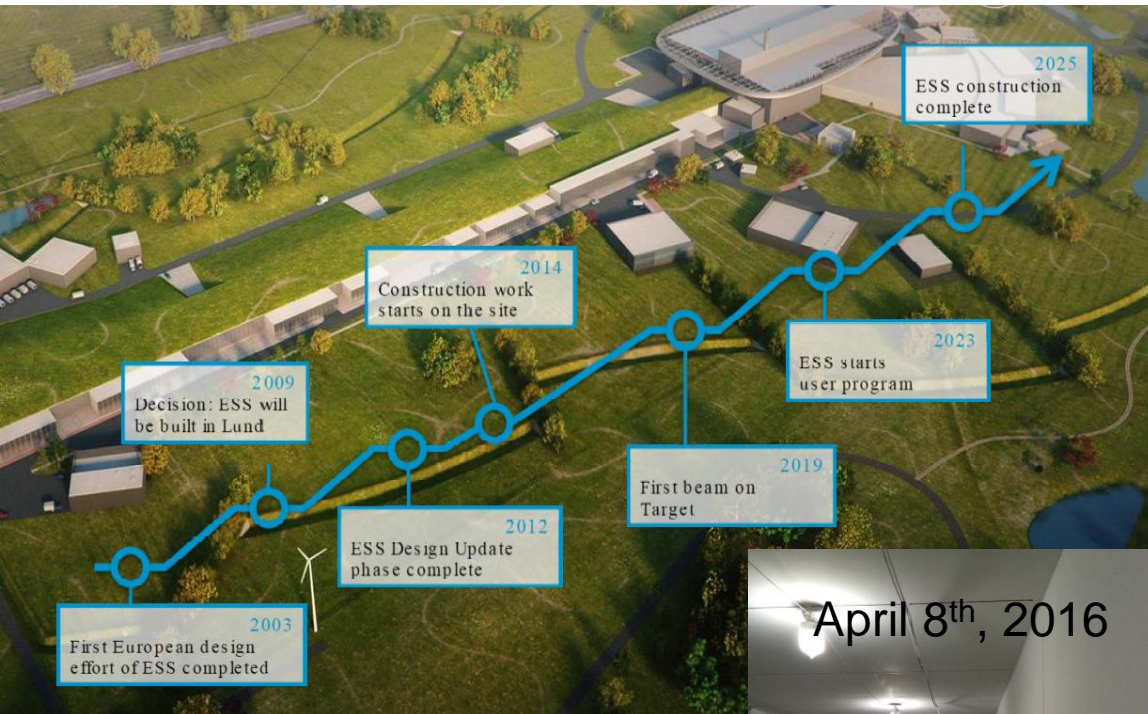 2025
ESS construction
complete
2014
Construction work
starts on the site
2023
ESS starts
user program
2009
Decision: ESS will
be built in Lund
2019
First beam on
Target
2012
ESS Design Update
phase complete
2003
First European design
effort of ESS completed
April 8th, 2016